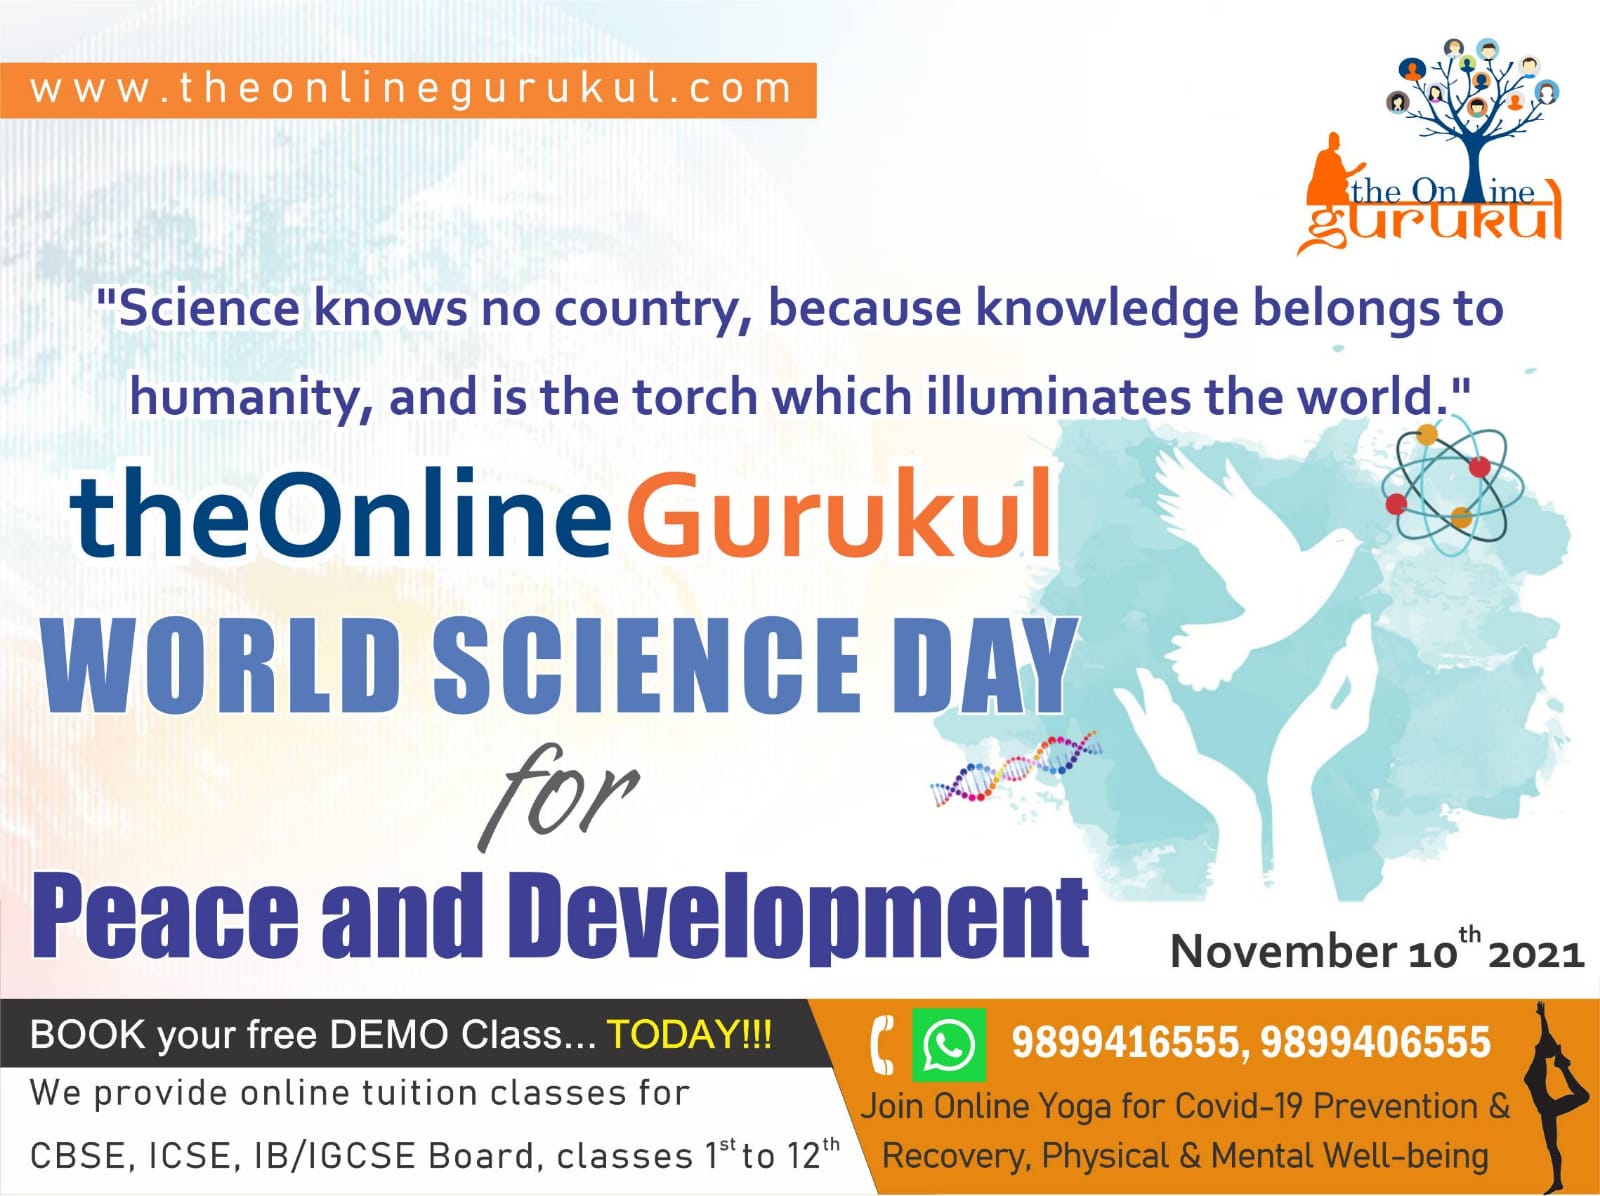 www.theonlinegurukul.com
the Online
gurukul
"Science knows no country, because knowledge belongs to
humanity, and is the torch which illuminates the world."
theOnlineGurukul
WORLD SCIENCE DAY
for
Peace and Development
November 10th 2021
BOOK your free DEMO Class... TODAY!!!
We provide online tuition classes for
CBSE, ICSE, IB/IGCSE Board, classes 1st to 12th
9899416555, 9899406555
Join Online Yoga for Covid-19 Prevention &
Recovery, Physical & Mental Well-being